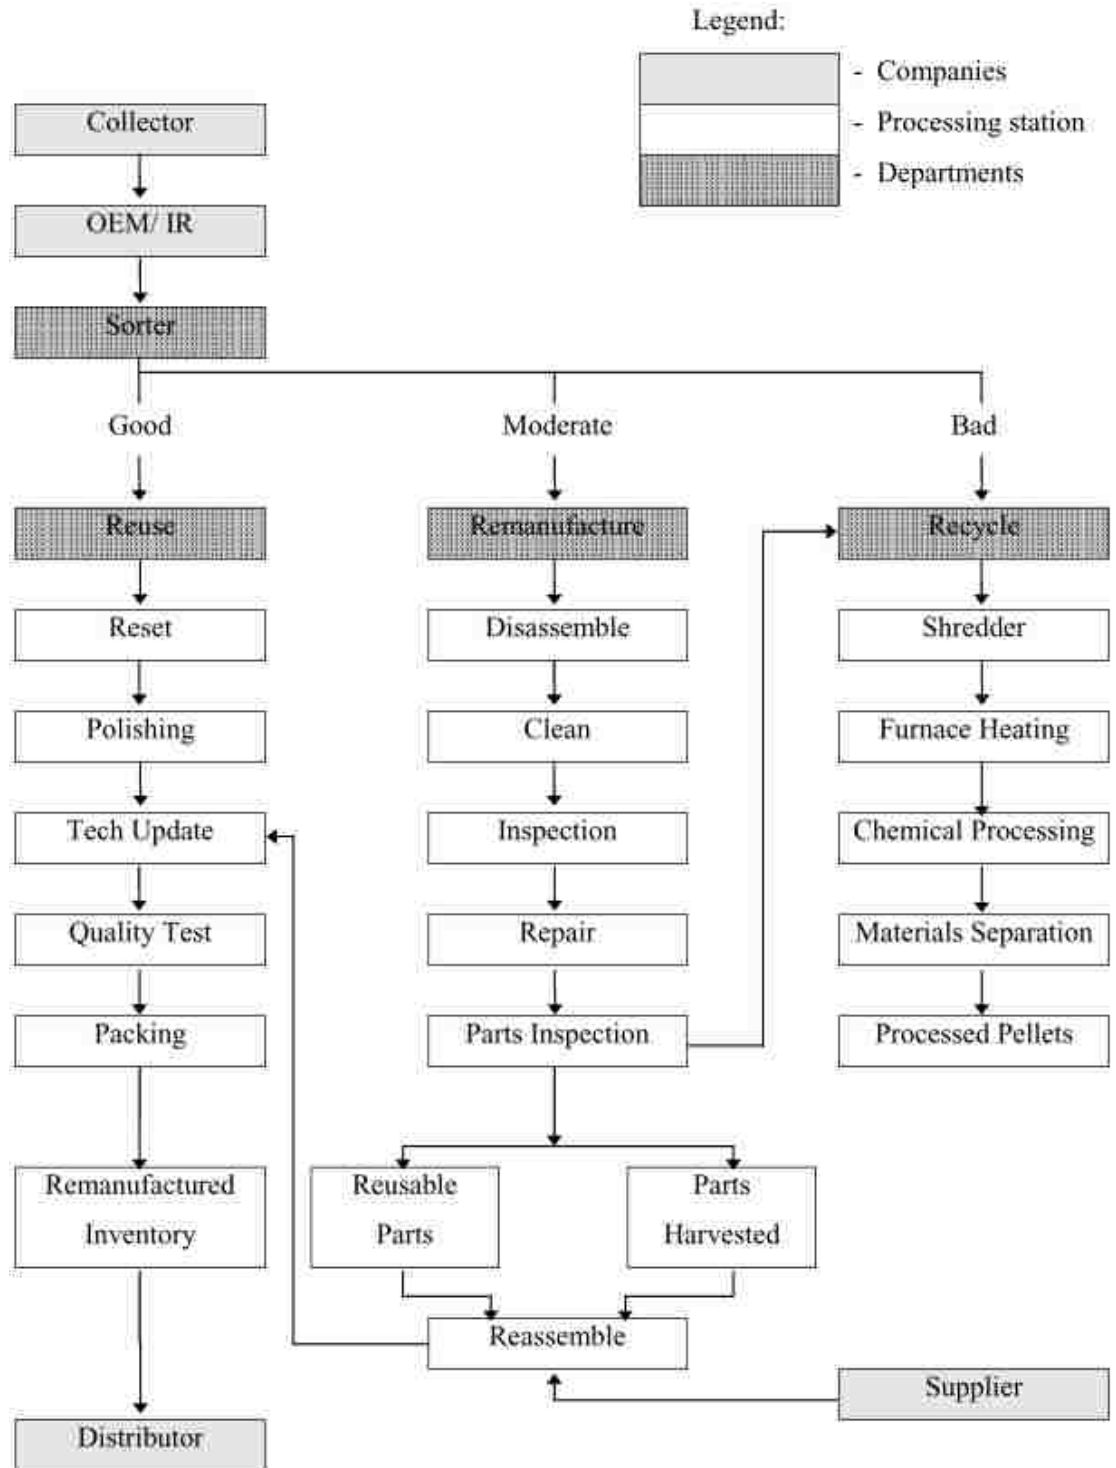 Legend:
- Companies
- Processing station
- Departments
Collector
OEM/ IR
Sorter
Good
Moderate
Bad
Reuse
Remanufacture
Recycle
Reset
Disassemble
Shredder
Polishing
Clean
Furnace Heating
Tech Update
Inspection
Chemical Processing
Quality Test
Repair
Materials Separation
Packing
Parts Inspection
Processed Pellets
Remanufactured
Inventory
Reusable
Parts
Parts
Harvested
Reassemble
Supplier
Distributor